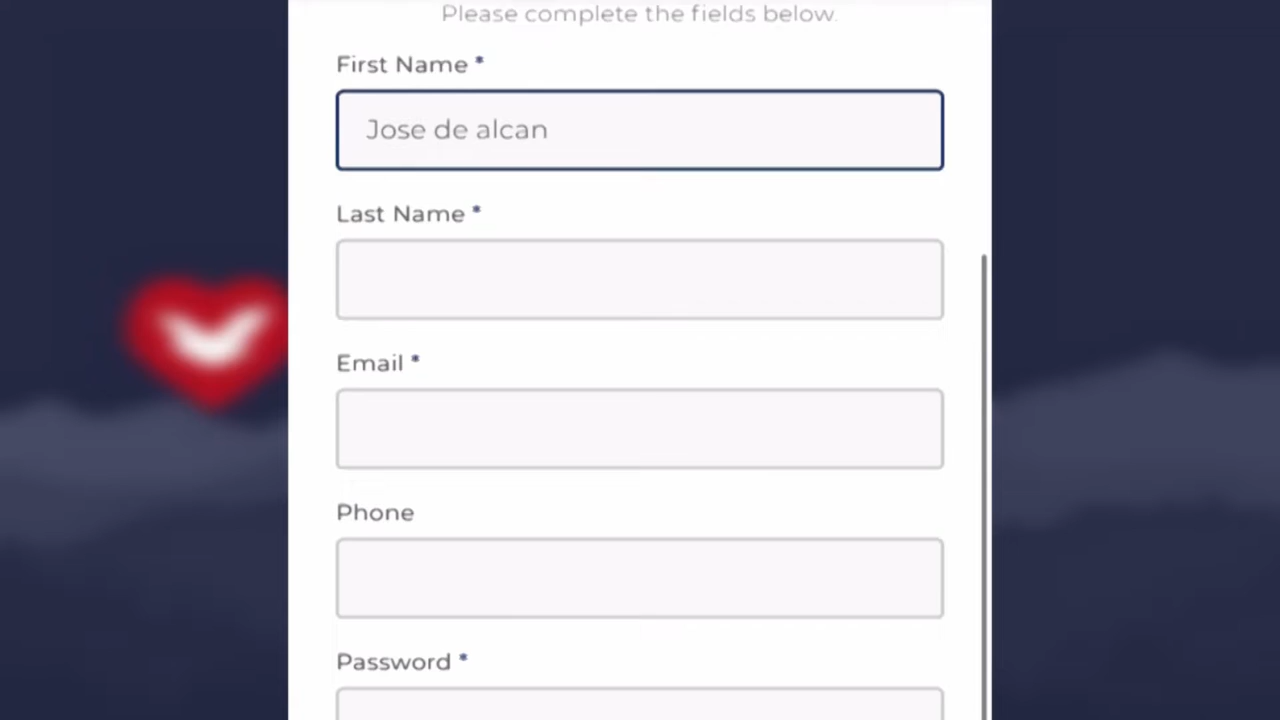 Please complete the fields below.
First Name *
Jose de alcan
Last Name *
Email *
Phone
Password *